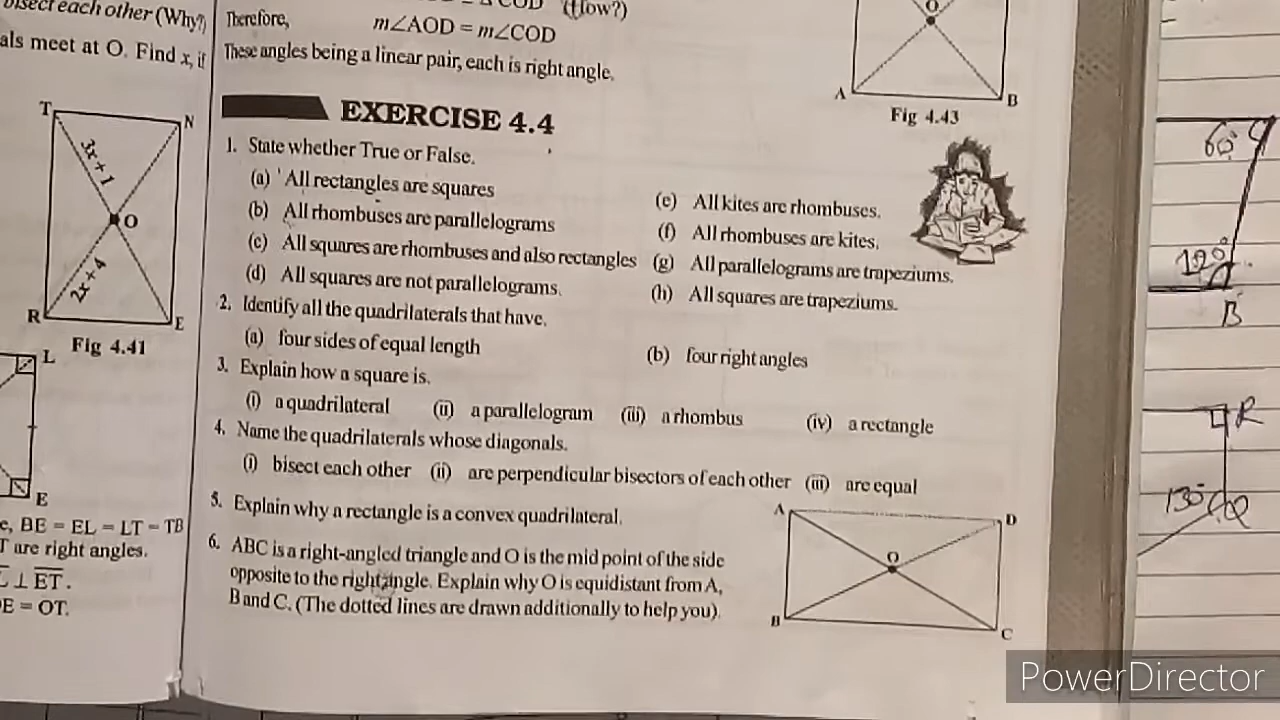 bisect each other (Why?)
als meet at O. Find x, if
T
N
3x + 1
O
2x + 4
R
E
Fig 4.41
L
E
e, BE = EL = LT = TB
T are right angles.
⊥ ET.
E = OT.
COD (How?)
Therefore,
m∠AOD = m∠COD
These angles being a linear pair, each is right angle.
O
A
B
Fig 4.43
EXERCISE 4.4
1. State whether True or False.
(a) All rectangles are squares
(b) All rhombuses are parallelograms
(c) All squares are rhombuses and also rectangles
(d) All squares are not parallelograms.
(e) All kites are rhombuses.
(f) All rhombuses are kites.
(g) All parallelograms are trapeziums.
(h) All squares are trapeziums.
2. Identify all the quadrilaterals that have.
(a) four sides of equal length (b) four right angles
3. Explain how a square is.
(i) a quadrilateral (ii) a parallelogram (iii) a rhombus (iv) a rectangle
4. Name the quadrilaterals whose diagonals.
(i) bisect each other (ii) are perpendicular bisectors of each other (iii) are equal
5. Explain why a rectangle is a convex quadrilateral.
6. ABC is a right-angled triangle and O is the mid point of the side
opposite to the right angle. Explain why O is equidistant from A,
B and C. (The dotted lines are drawn additionally to help you).
A
D
O
B
C
60°
120°
B
R
130°
Q
PowerDirector